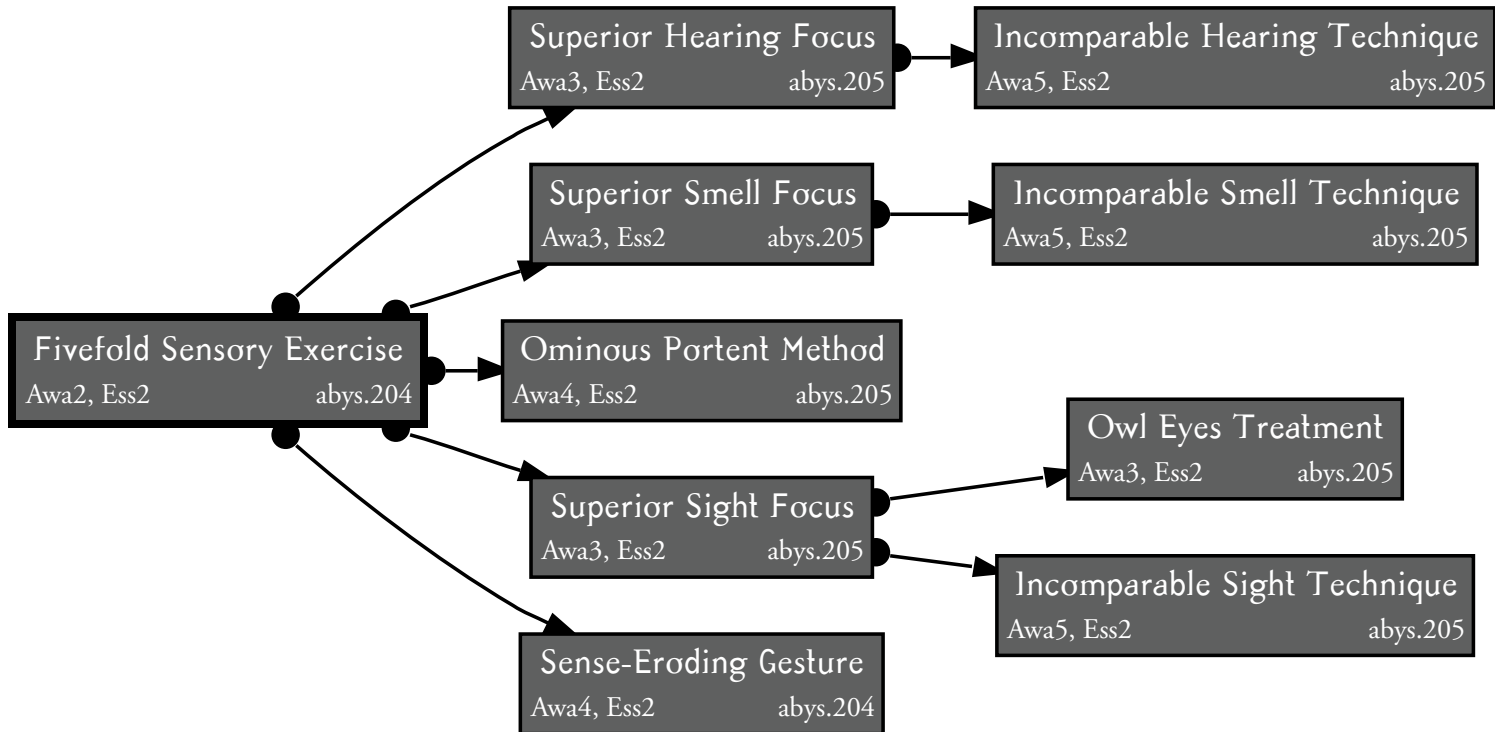 Superior Hearing Focus
Awa3, Ess2 abys.205
Incomparable Hearing Technique
Awa5, Ess2 abys.205
Superior Smell Focus
Awa3, Ess2 abys.205
Incomparable Smell Technique
Awa5, Ess2 abys.205
Fivefold Sensory Exercise
Awa2, Ess2 abys.204
Ominous Portent Method
Awa4, Ess2 abys.205
Owl Eyes Treatment
Awa3, Ess2 abys.205
Superior Sight Focus
Awa3, Ess2 abys.205
Incomparable Sight Technique
Awa5, Ess2 abys.205
Sense-Eroding Gesture
Awa4, Ess2 abys.204